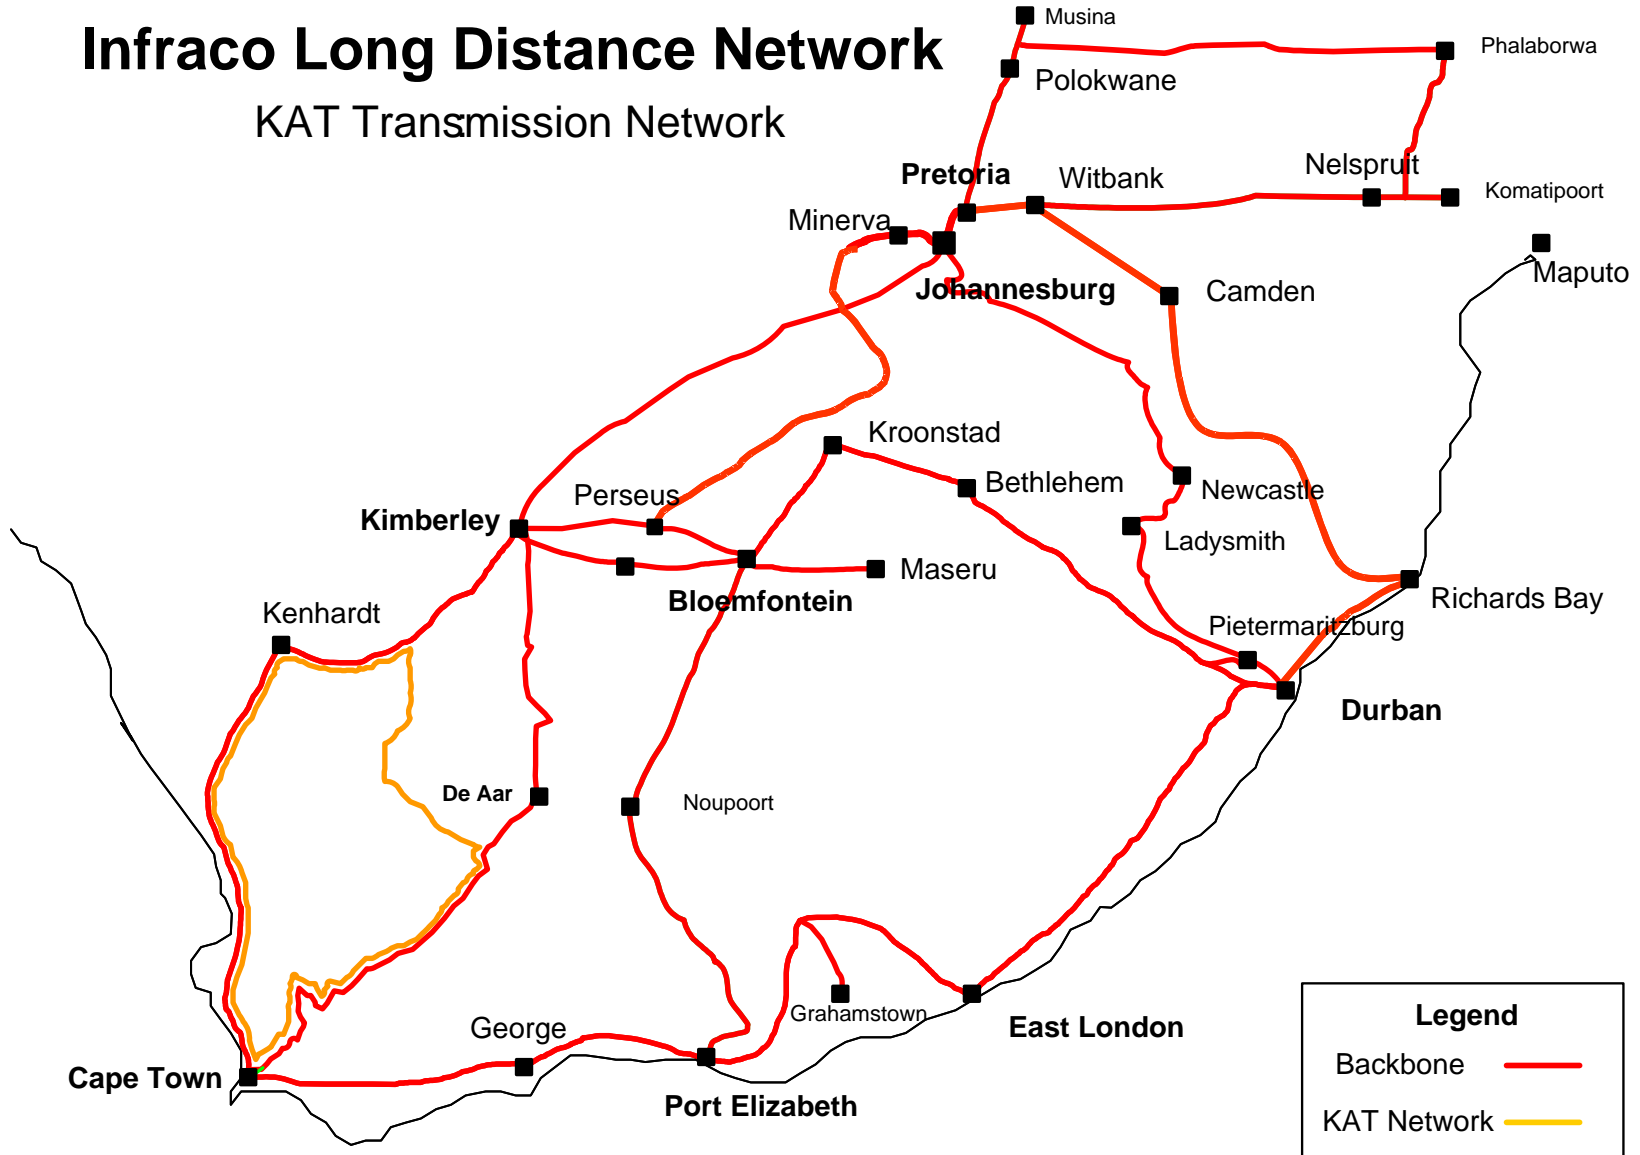 Infraco Long Distance Network
KAT Transmission Network
Musina
Phalaborwa
Polokwane
Pretoria
Witbank
Nelspruit
Komatipoort
Minerva
Maputo
Johannesburg
Camden
Kroonstad
Bethlehem
Newcastle
Perseus
Kimberley
Ladysmith
Maseru
Bloemfontein
Richards Bay
Kenhardt
Pietermaritzburg
Durban
De Aar
Noupoort
Grahamstown
George
East London
Cape Town
Port Elizabeth
Legend
Backbone
KAT Network